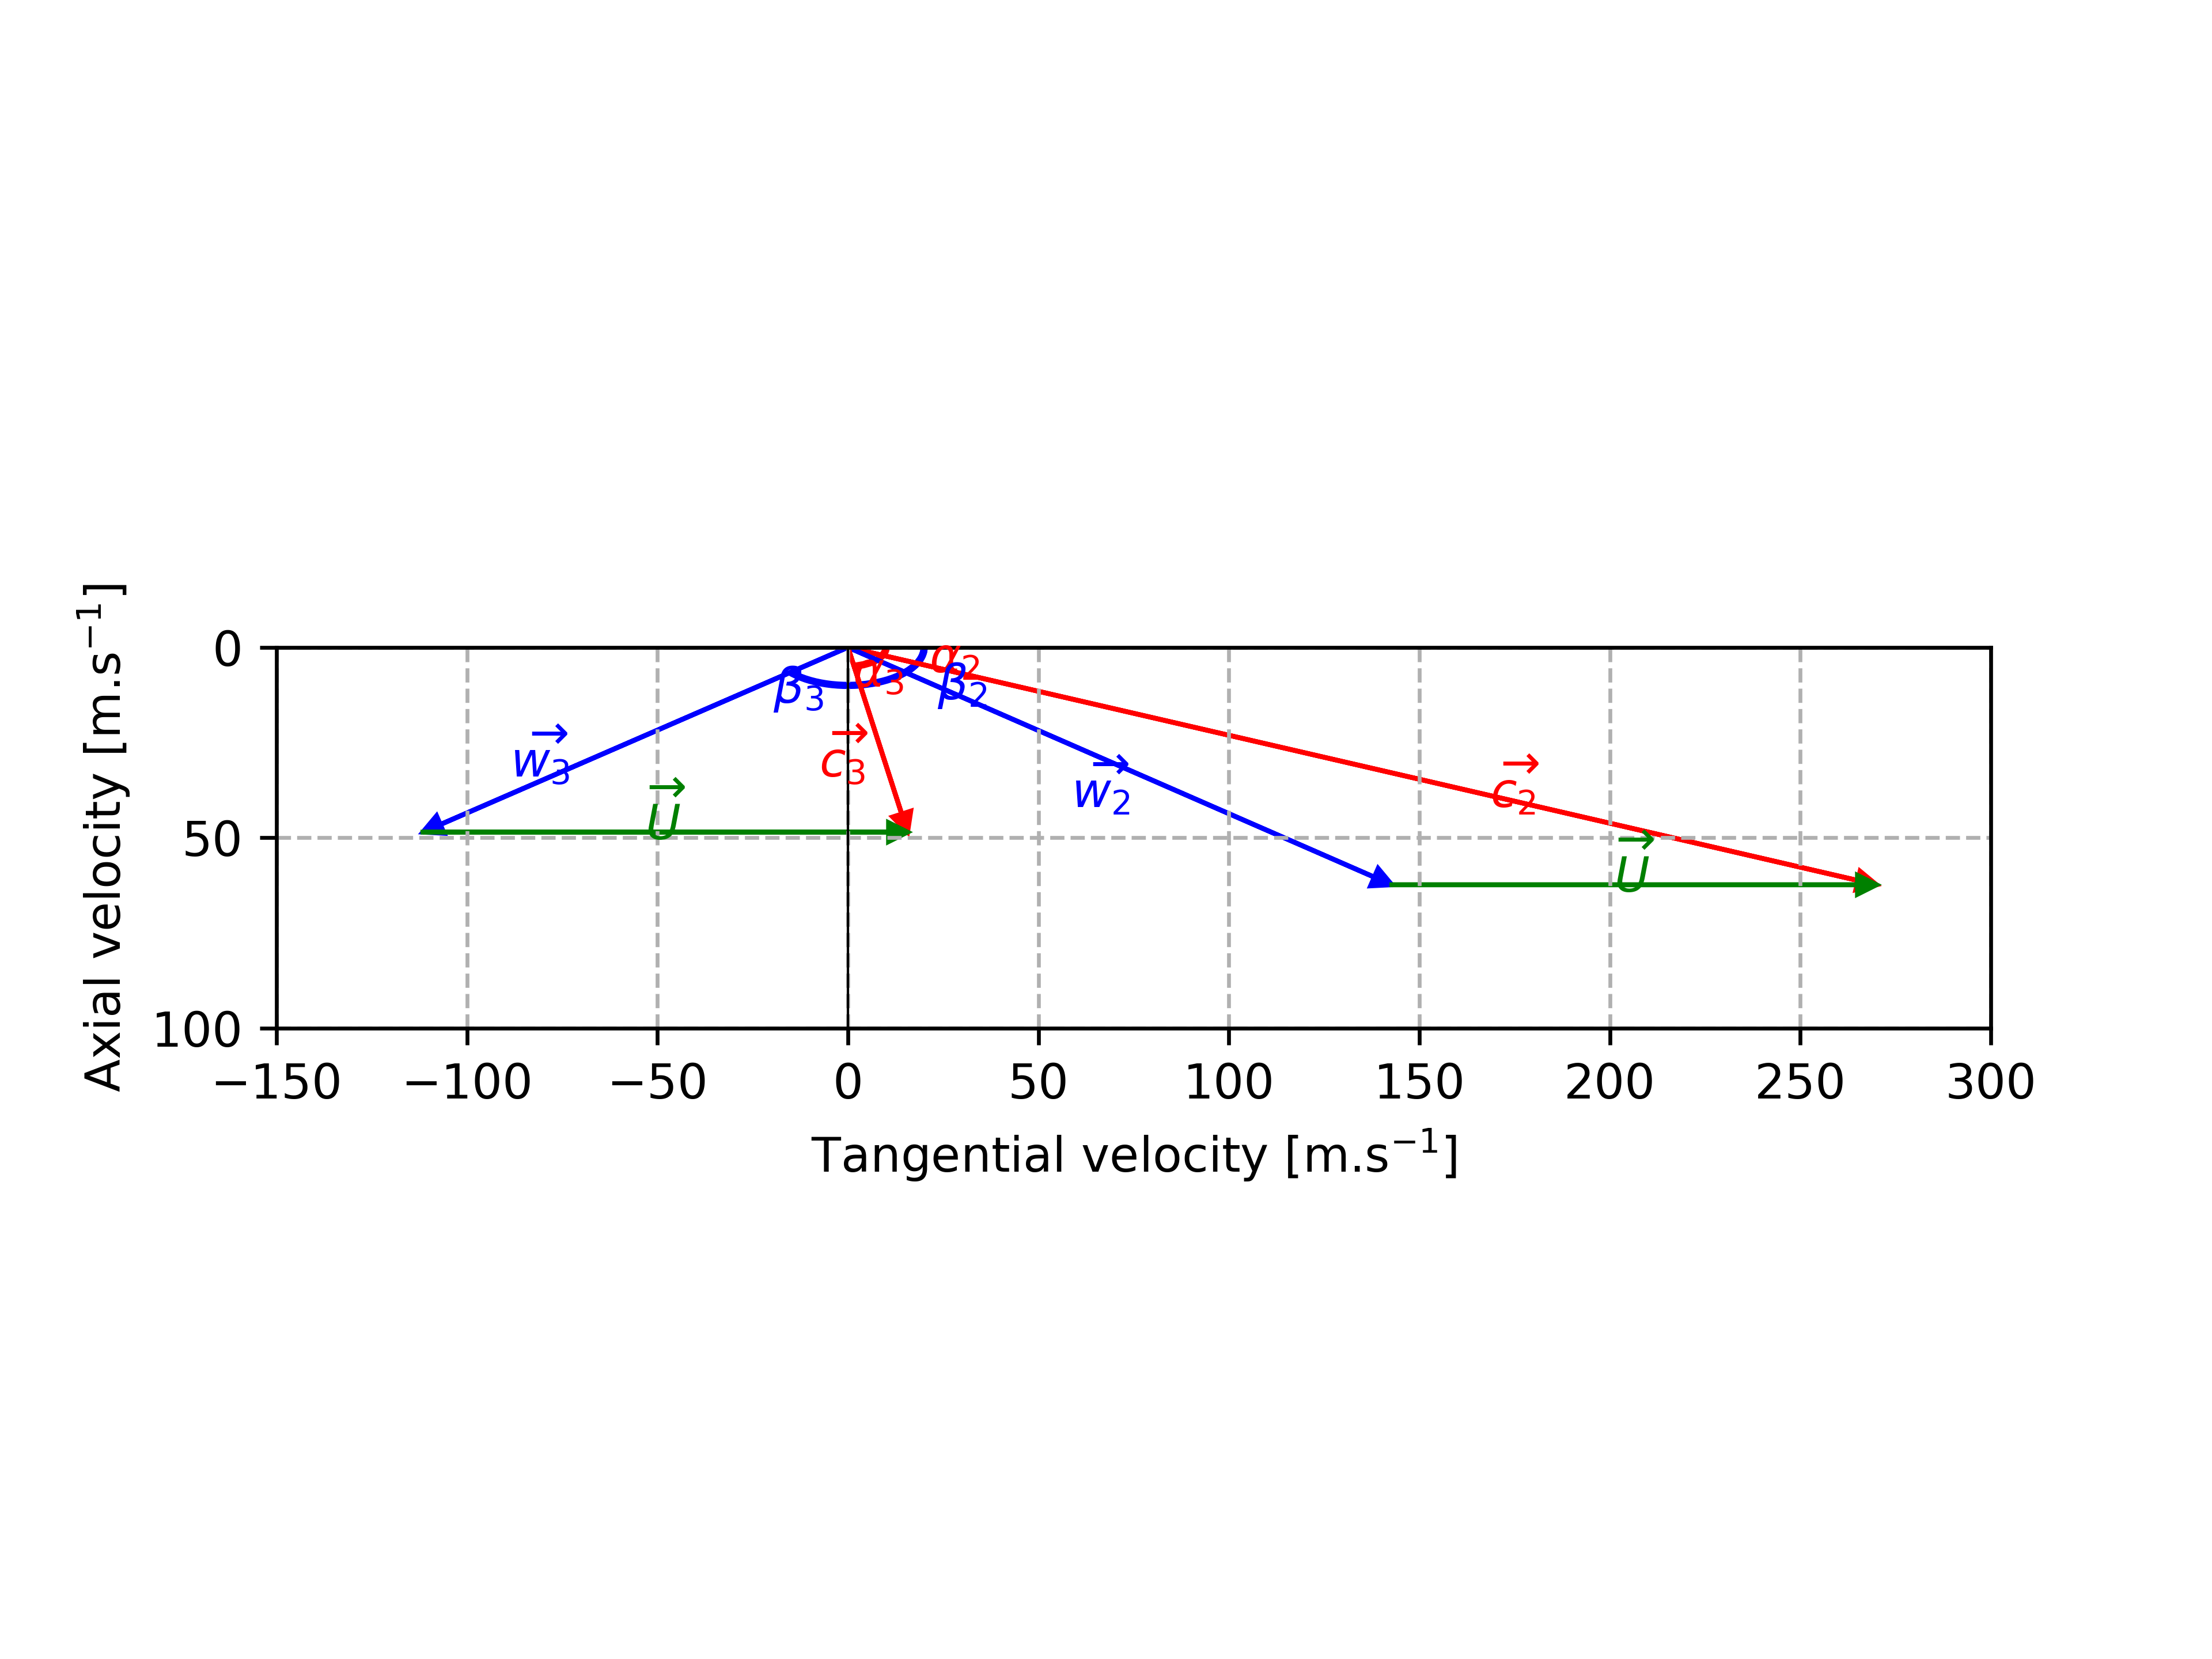 Axial velocity [m.s⁻¹]
0
50
100
α₂
α₃
β₃
β₂
w₃
c₃
w₂
c₂
U
U
−150 −100 −50 0 50 100 150 200 250 300
Tangential velocity [m.s⁻¹]